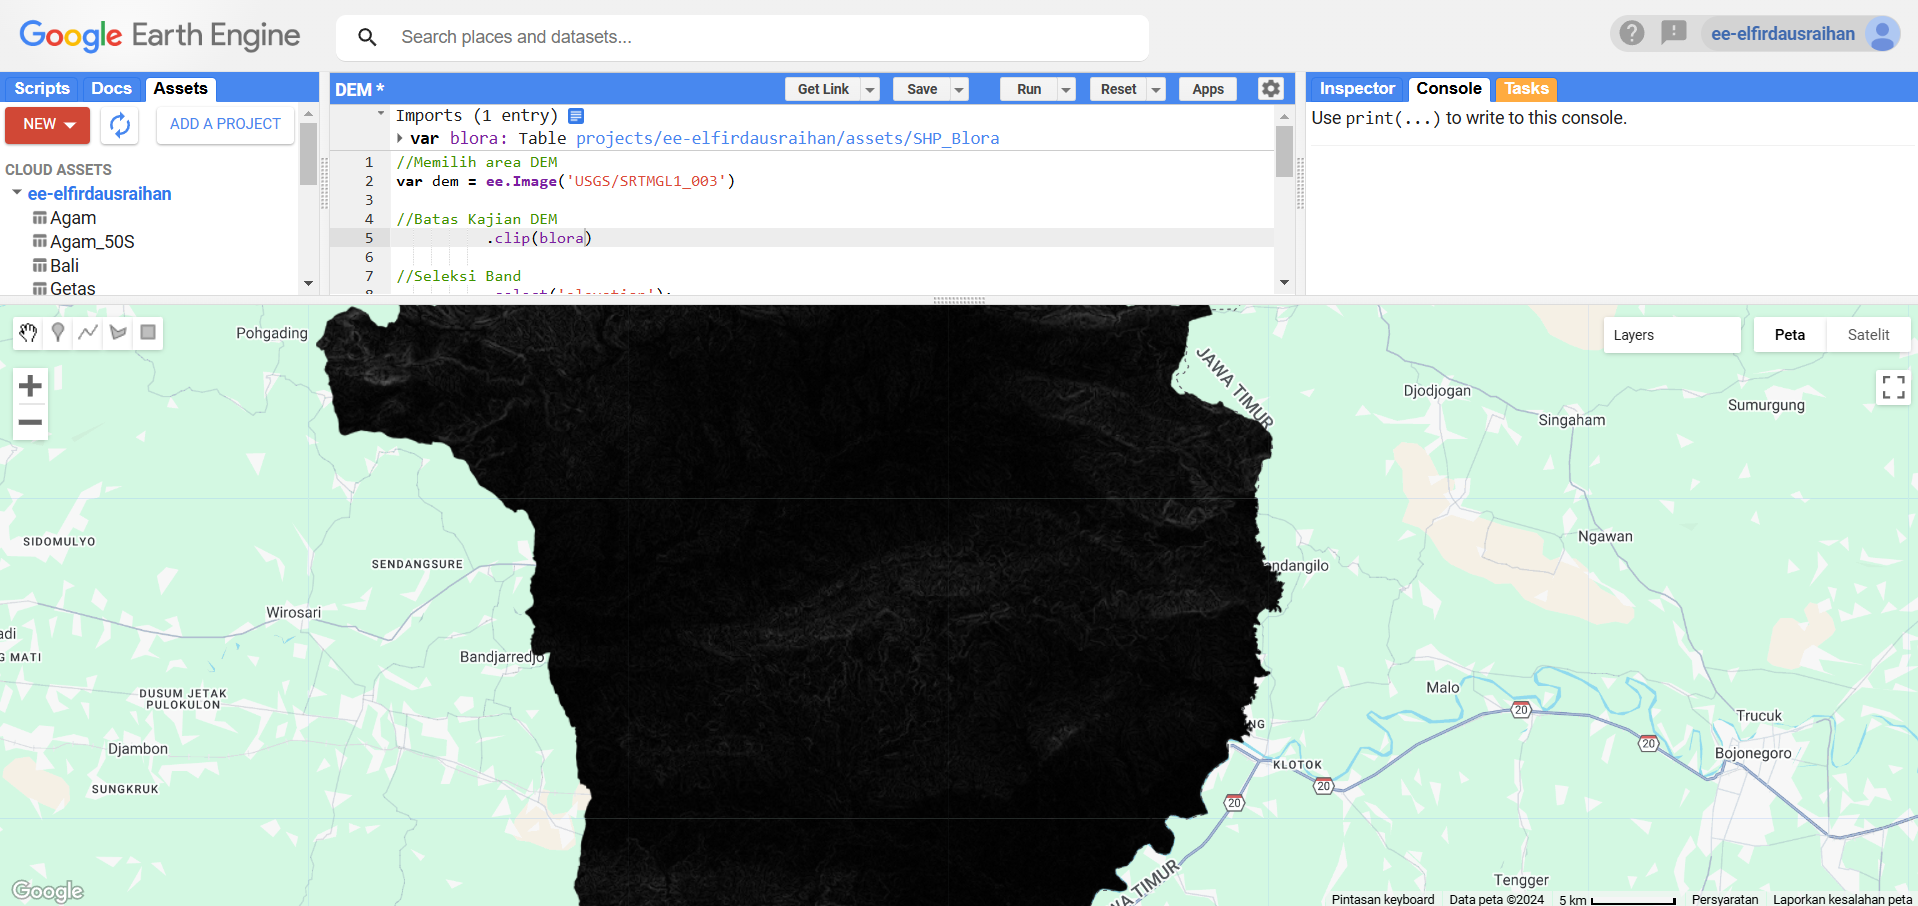 Google Earth Engine
Search places and datasets...
ee-elfirdausraihan
Scripts
Docs
Assets
NEW
ADD A PROJECT
CLOUD ASSETS
ee-elfirdausraihan
Agam
Agam_50S
Bali
Getas
DEM *
Get Link
Save
Run
Reset
Apps
Imports (1 entry)
var blora: Table projects/ee-elfirdausraihan/assets/SHP_Blora
1 //Memilih area DEM
2 var dem = ee.Image('USGS/SRTMGL1_003')
3
4 //Batas Kajian DEM
5 .clip(blora)
6
7 //Seleksi Band
8 .select('elevation');
Inspector
Console
Tasks
Use print(...) to write to this console.
Layers
Peta
Satelit
Pohgading
JAWA TIMUR
Djodjogan
Singaham
Sumurgung
SIDOMULYO
SENDANGSURE
Ngawan
ndangilo
Wirosari
adi
G MATI
Bandjarredjo
DUSUM JETAK
PULOKULON
Malo
20
Trucuk
NG
20
Djambon
Bojonegoro
KLOTOK
SUNGKRUK
20
20
JAWA TIMUR
Tengger
Google
Pintasan keyboard
Data peta ©2024
5 km
Persyaratan
Laporkan kesalahan peta